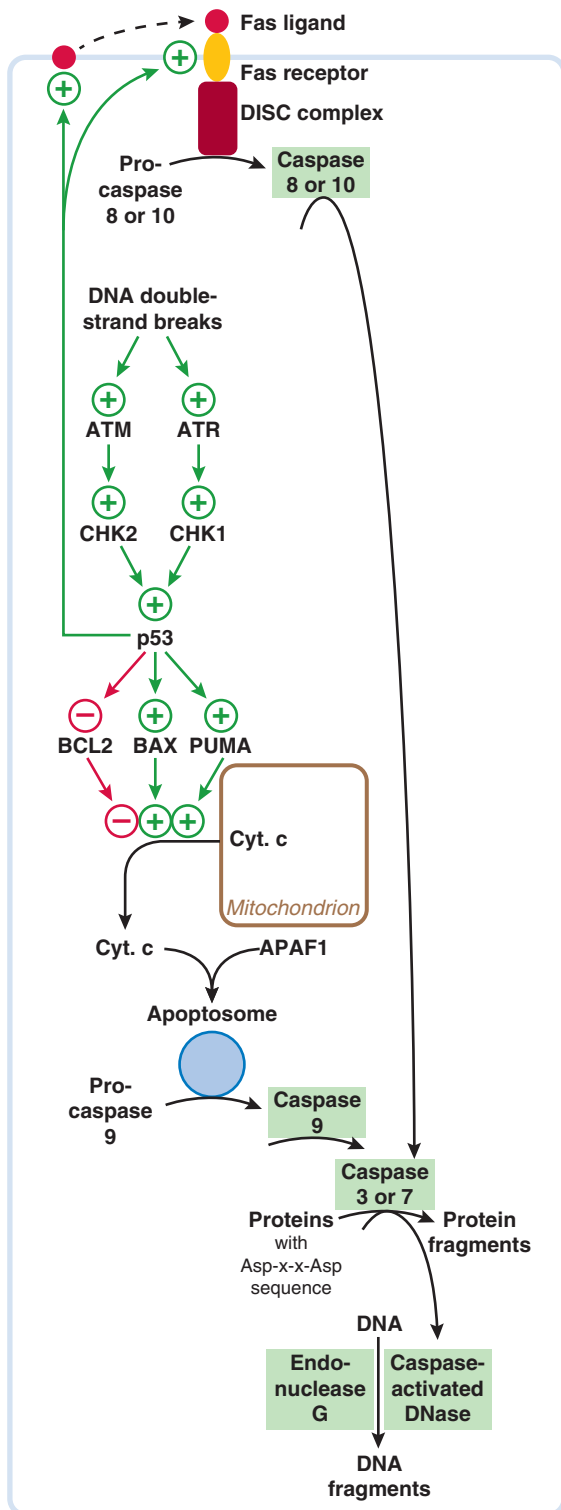 Fas ligand
Fas receptor
DISC complex
Pro-
caspase
8 or 10
Caspase
8 or 10
DNA double-
strand breaks
ATM
ATR
CHK2
CHK1
p53
BCL2
BAX
PUMA
Cyt. c
Mitochondrion
Cyt. c
APAF1
Apoptosome
Pro-
caspase
9
Caspase
9
Caspase
3 or 7
Proteins
with
Asp-x-x-Asp
sequence
Protein
fragments
DNA
Endo-
nuclease
G
Caspase-
activated
DNase
DNA
fragments